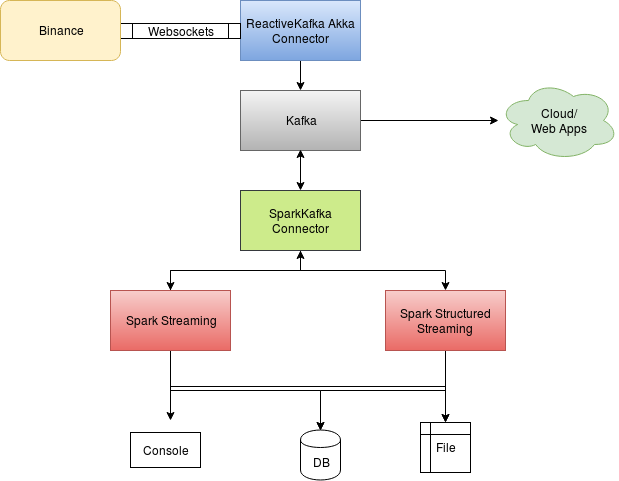 Binance
Websockets
ReactiveKafka Akka
Connector
Kafka
Cloud/
Web Apps
SparkKafka
Connector
Spark Streaming
Spark Structured
Streaming
Console
DB
File